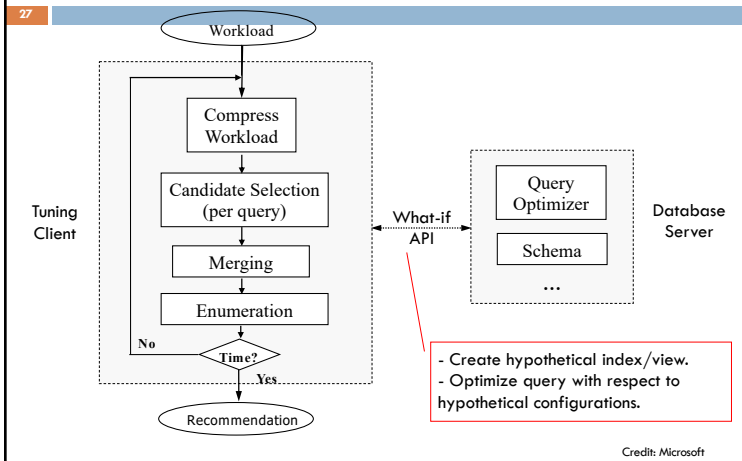 27
Workload
Compress
Workload
Candidate Selection
(per query)
Merging
Enumeration
Time?
No
Yes
Recommendation
Tuning
Client
What-if
API
Query
Optimizer
Schema
...
Database
Server
- Create hypothetical index/view.
- Optimize query with respect to
hypothetical configurations.
Credit: Microsoft